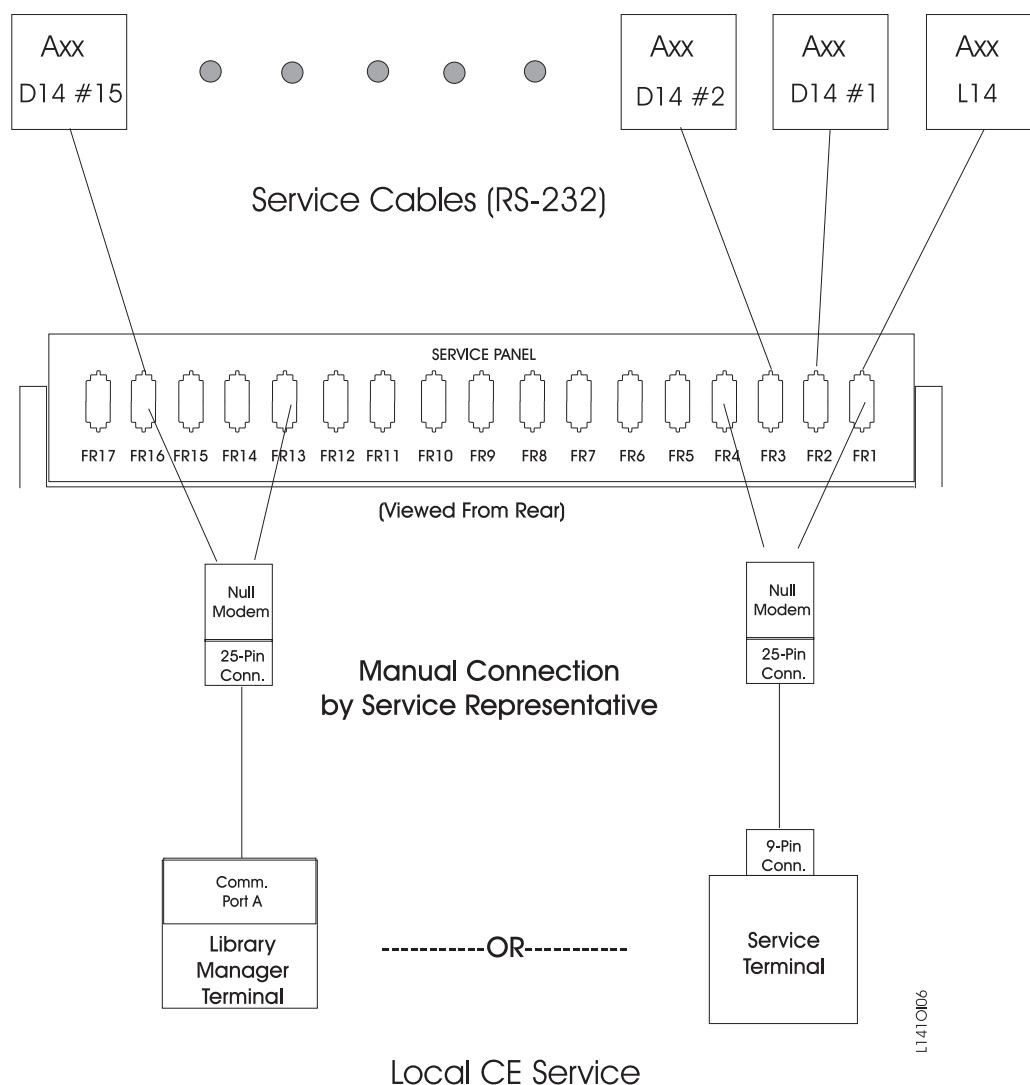 Axx
D14 #15
Axx
D14 #2
Axx
D14 #1
Axx
L14
Service Cables (RS-232)
SERVICE PANEL
FR17 FR16 FR15 FR14 FR13 FR12 FR11 FR10 FR9 FR8 FR7 FR6 FR5 FR4 FR3 FR2 FR1
(Viewed From Rear)
Null
Modem
25-Pin
Conn.
Null
Modem
25-Pin
Conn.
Manual Connection
by Service Representative
Comm.
Port A
Library
Manager
Terminal
-----------OR-----------
9-Pin
Conn.
Service
Terminal
L141OI06
Local CE Service